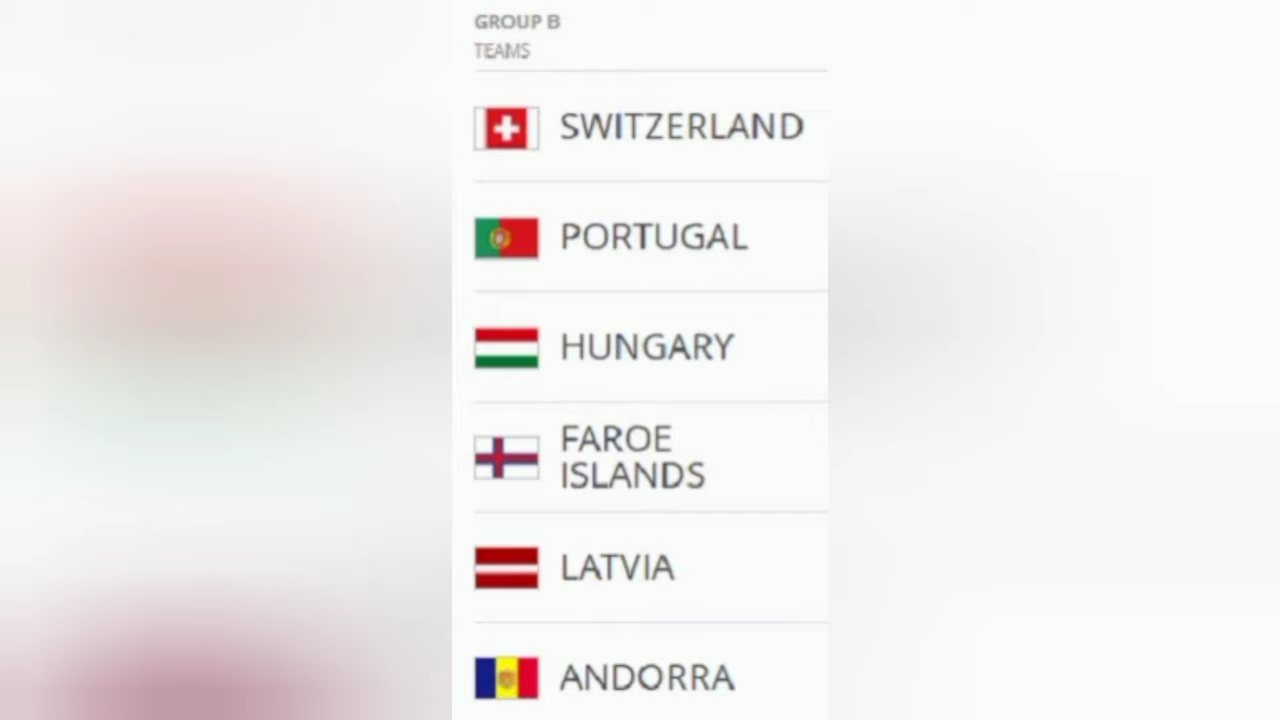 GROUP B
TEAMS
SWITZERLAND
PORTUGAL
HUNGARY
FAROE
ISLANDS
LATVIA
ANDORRA